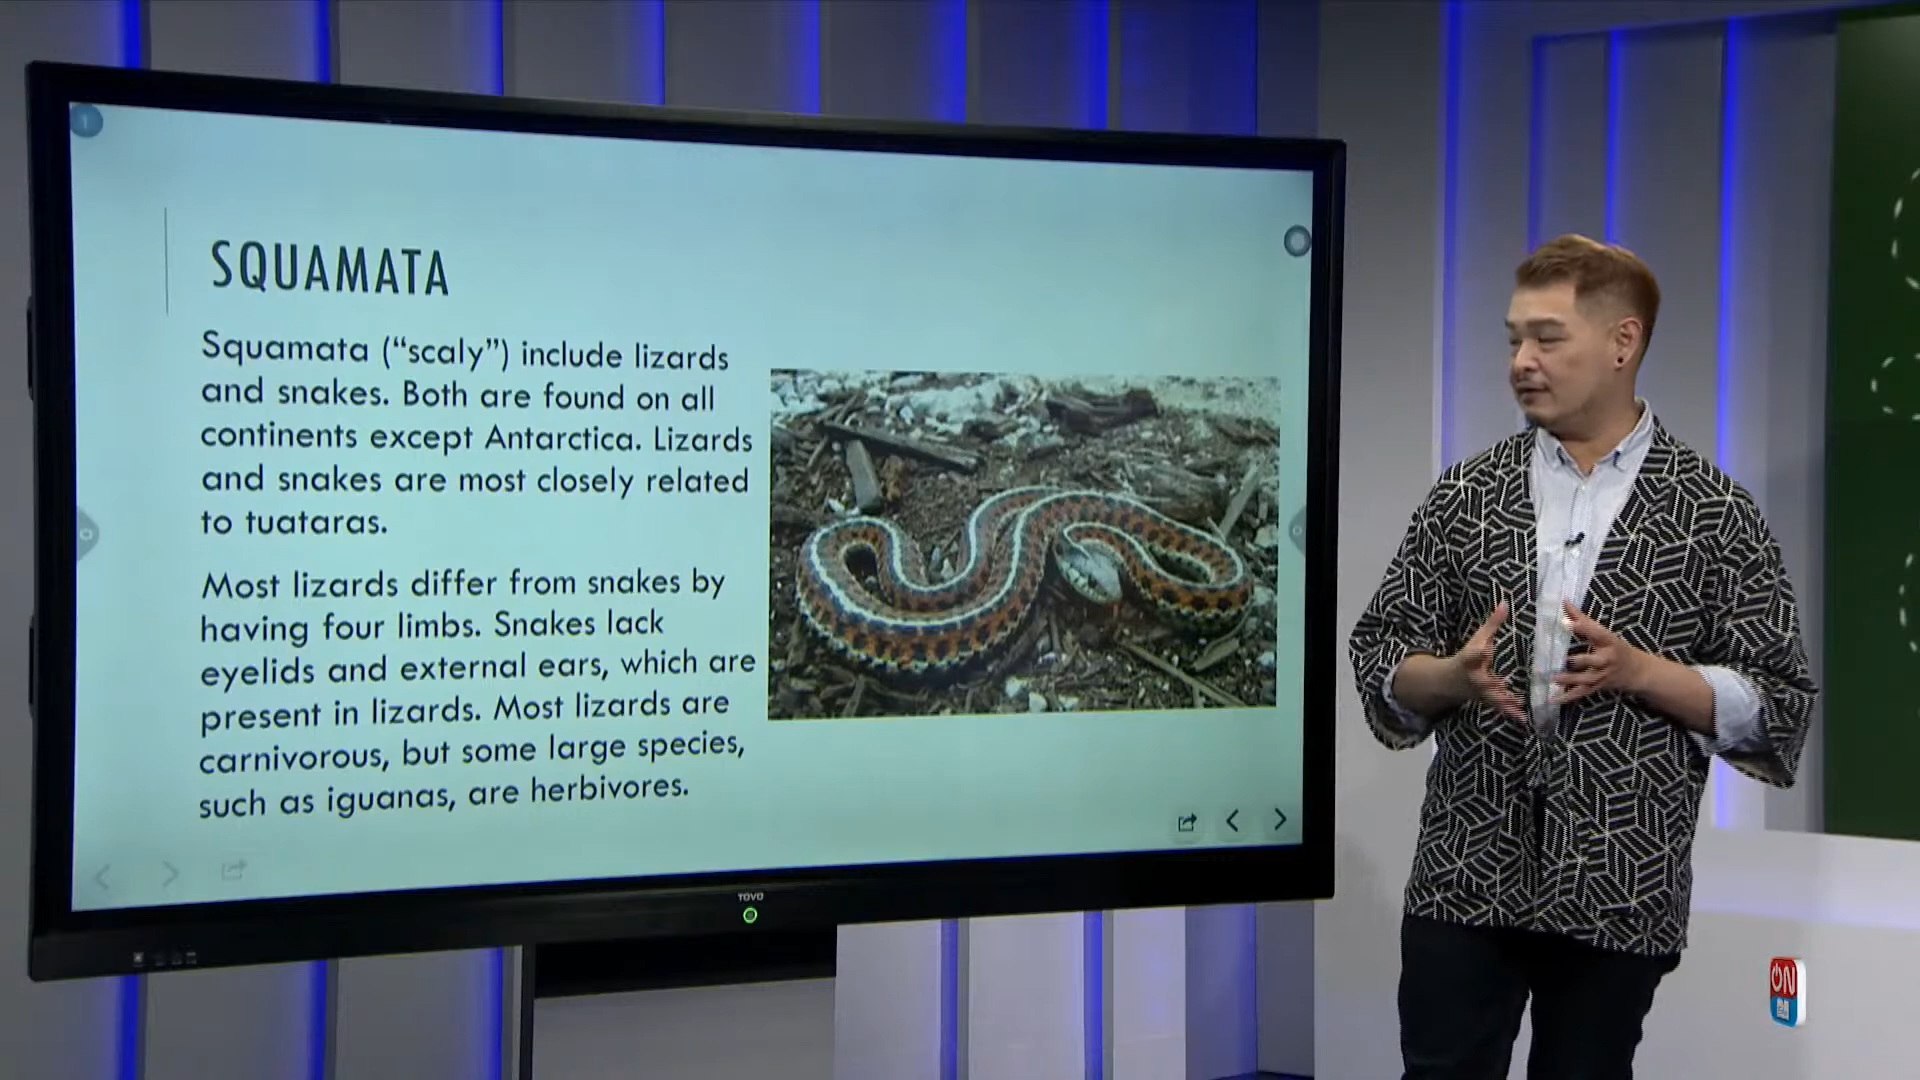 SQUAMATA
Squamata (“scaly”) include lizards
and snakes. Both are found on all
continents except Antarctica. Lizards
and snakes are most closely related
to tuataras.
Most lizards differ from snakes by
having four limbs. Snakes lack
eyelids and external ears, which are
present in lizards. Most lizards are
carnivorous, but some large species,
such as iguanas, are herbivores.
TOVO
ON